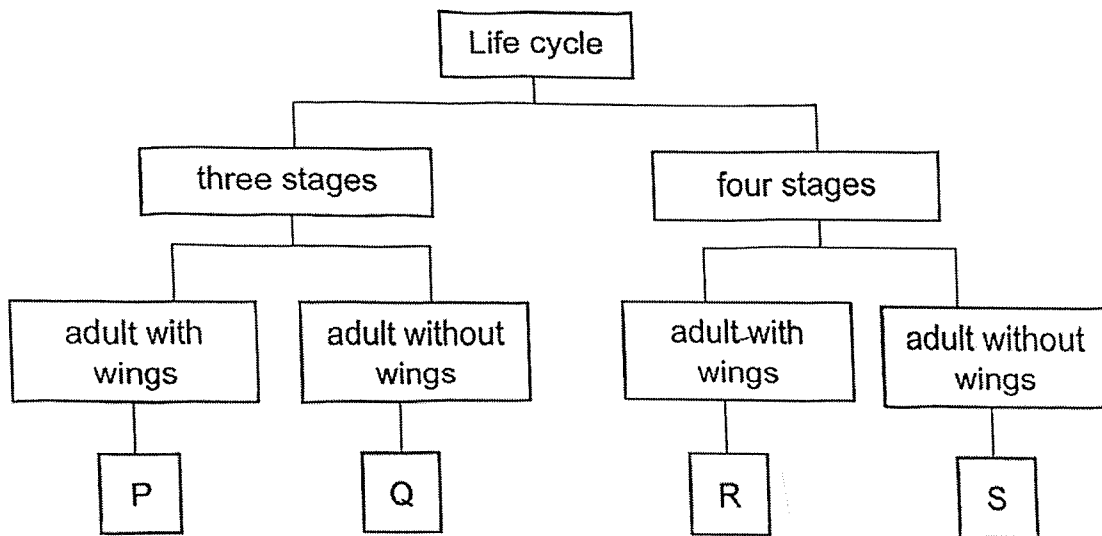 Life cycle
three stages
four stages
adult with
wings
adult without
wings
adult with
wings
adult without
wings
P
Q
R
S